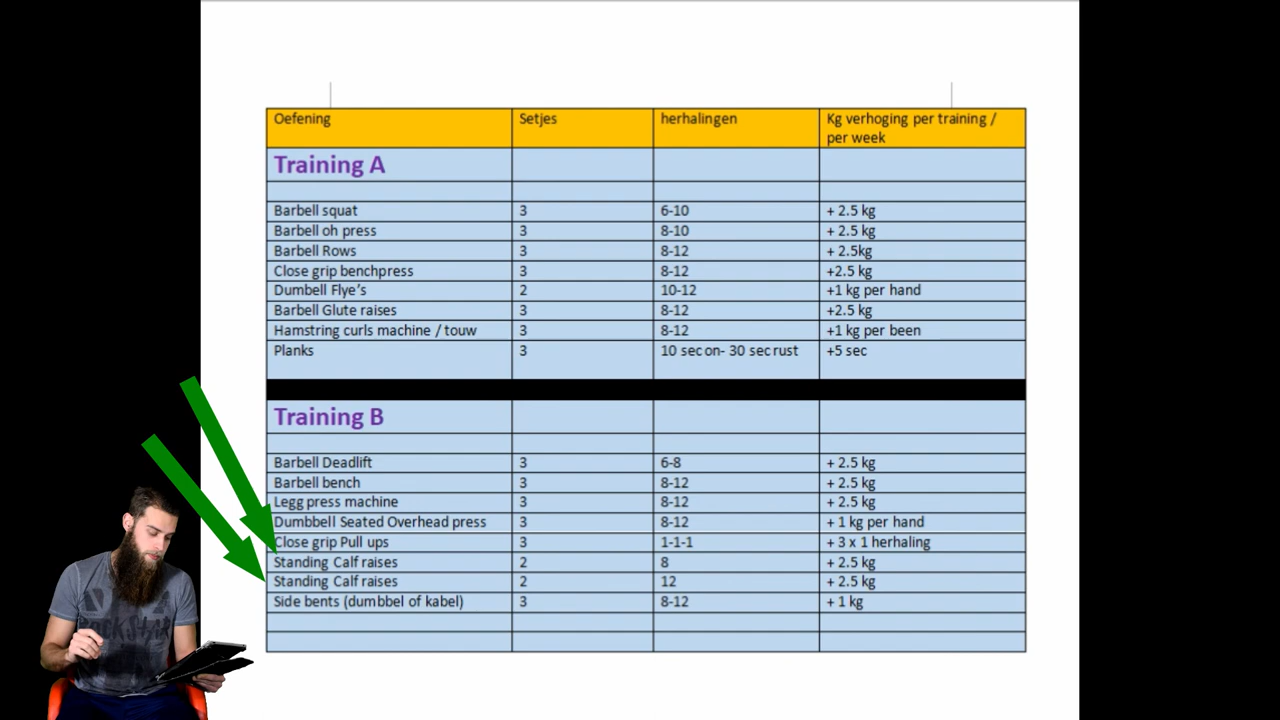 Oefening Setjes herhalingen Kg verhoging per training /
per week
Training A
Barbell squat 3 6-10 + 2.5 kg
Barbell oh press 3 8-10 + 2.5 kg
Barbell Rows 3 8-12 + 2.5kg
Close grip benchpress 3 8-12 +2.5 kg
Dumbell Flye's 2 10-12 +1 kg per hand
Barbell Glute raises 3 8-12 +2.5 kg
Hamstring curls machine / touw 3 8-12 +1 kg per been
Planks 3 10 sec on- 30 sec rust +5 sec
Training B
Barbell Deadlift 3 6-8 + 2.5 kg
Barbell bench 3 8-12 + 2.5 kg
Legg press machine 3 8-12 + 2.5 kg
Dumbbell Seated Overhead press 3 8-12 + 1 kg per hand
Close grip Pull ups 3 1-1-1 + 3 x 1 herhaling
Standing Calf raises 2 8 + 2.5 kg
Standing Calf raises 2 12 + 2.5 kg
Side bents (dumbbel of kabel) 3 8-12 + 1 kg